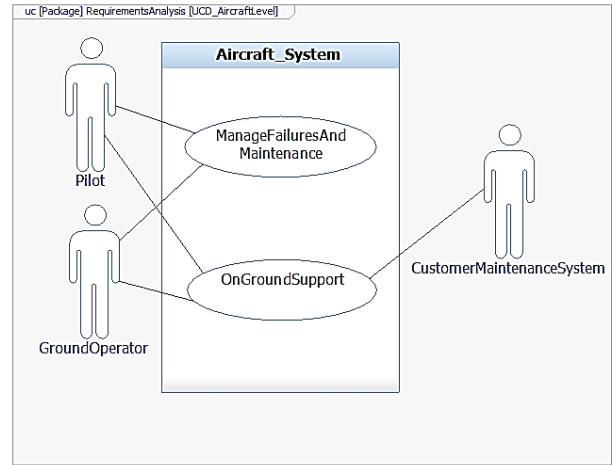 uc [Package] RequirementsAnalysis [UCD_AircraftLevel]
Aircraft_System
ManageFailuresAnd
Maintenance
Pilot
OnGroundSupport
CustomerMaintenanceSystem
GroundOperator